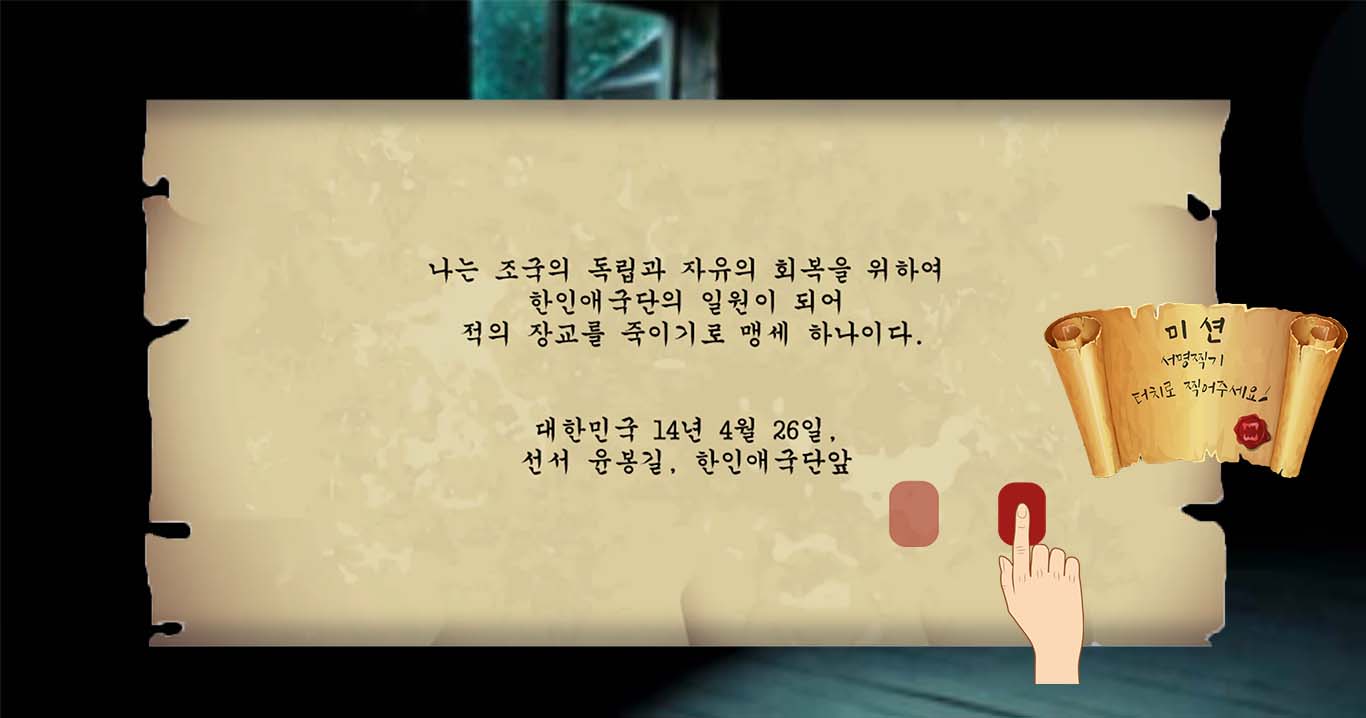 나는 조국의 독립과 자유의 회복을 위하여
한인애국단의 일원이 되어
적의 장교를 죽이기로 맹세 하나이다.
대한민국 14년 4월 26일,
선서 윤봉길, 한인애국단앞
미션
서명찍기
터치로 찍어주세요!